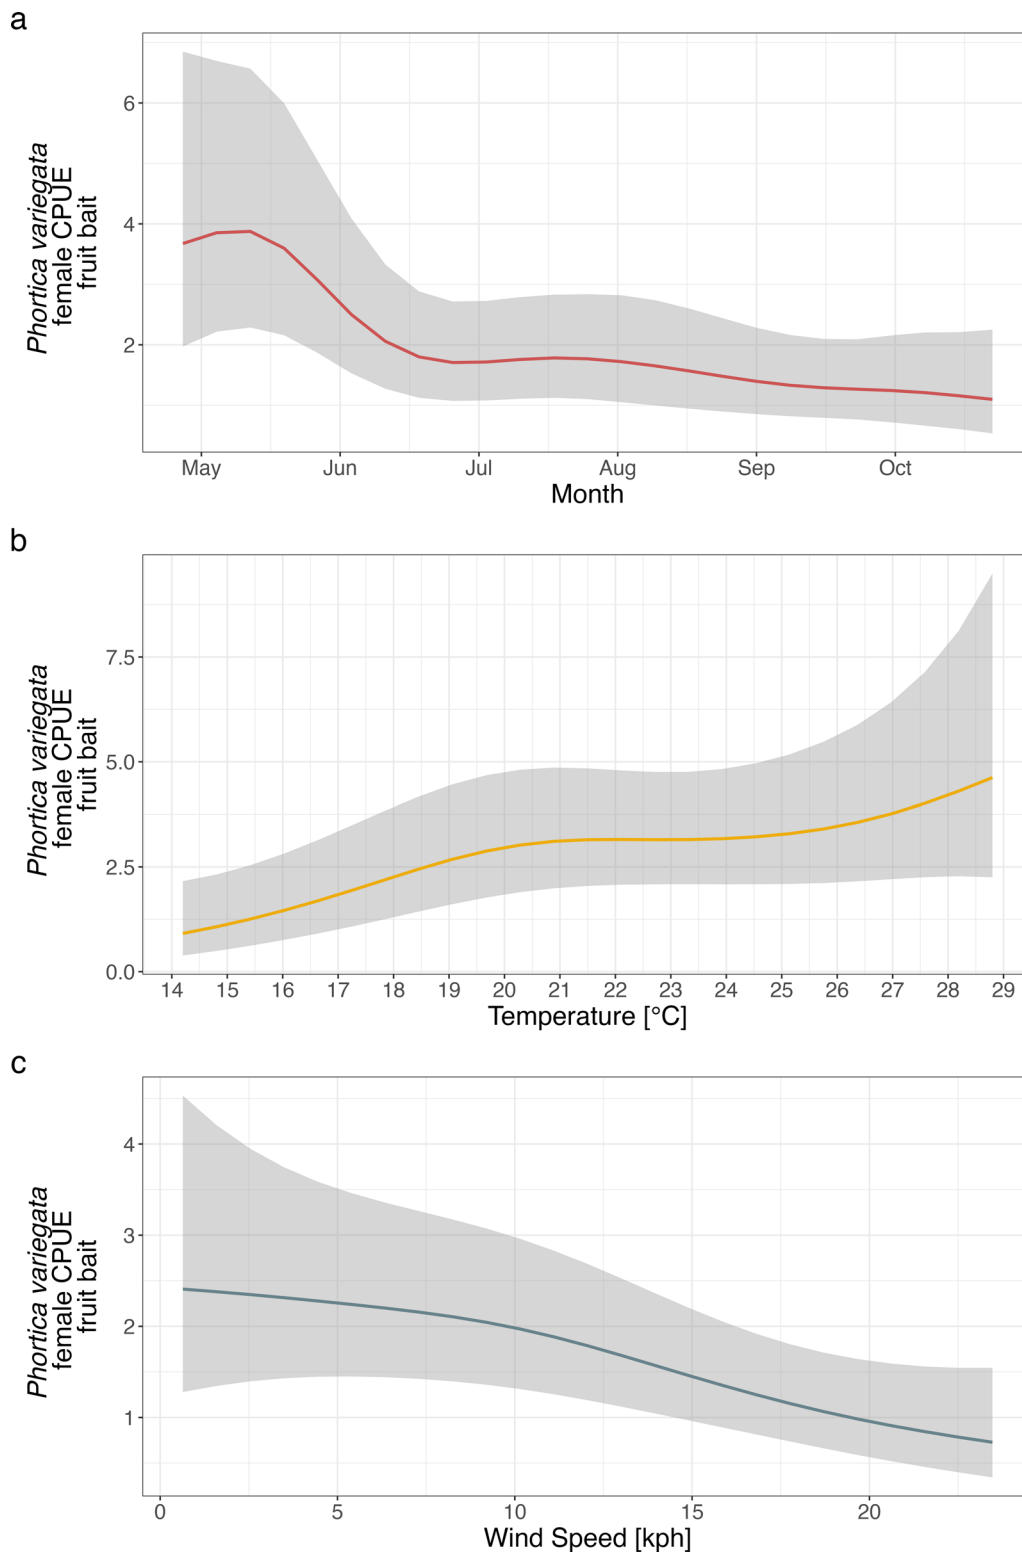 a
Phortica variegata
female CPUE
fruit bait
6
4
2
May Jun Jul Aug Sep Oct
Month
b
Phortica variegata
female CPUE
fruit bait
7.5
5.0
2.5
0.0
14 15 16 17 18 19 20 21 22 23 24 25 26 27 28 29
Temperature [°C]
c
Phortica variegata
female CPUE
fruit bait
4
3
2
1
0 5 10 15 20
Wind Speed [kph]